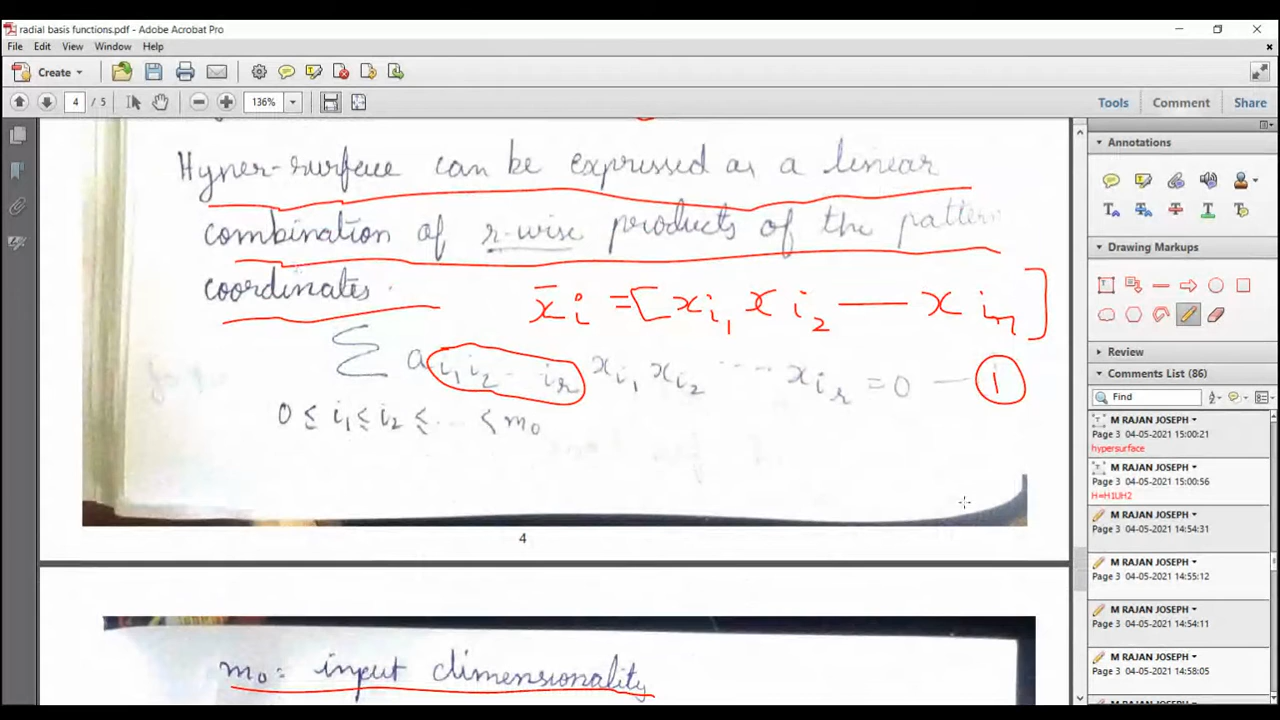 radial basis functions.pdf - Adobe Acrobat Pro
File Edit View Window Help
Create
4 / 5 136% Tools Comment Share
Hyper-surface can be expressed as a linear
combination of r-wise products of the pattern
coordinates.
x̄i = [xi1 xi2 — xim]
∑ a i1 i2 ... ir xi1 xi2 .... xir = 0 — 1
0 ≤ i1 ≤ i2 ≤ ... ≤ m0
4
m0: input dimensionality
Annotations
Drawing Markups
Review
Comments List (86)
Find
M RAJAN JOSEPH
Page 3 04-05-2021 15:00:21
hypersurface
M RAJAN JOSEPH
Page 3 04-05-2021 15:00:56
H=H1UH2
M RAJAN JOSEPH
Page 3 04-05-2021 14:54:31
M RAJAN JOSEPH
Page 3 04-05-2021 14:55:12
M RAJAN JOSEPH
Page 3 04-05-2021 14:54:11
M RAJAN JOSEPH
Page 3 04-05-2021 14:58:05